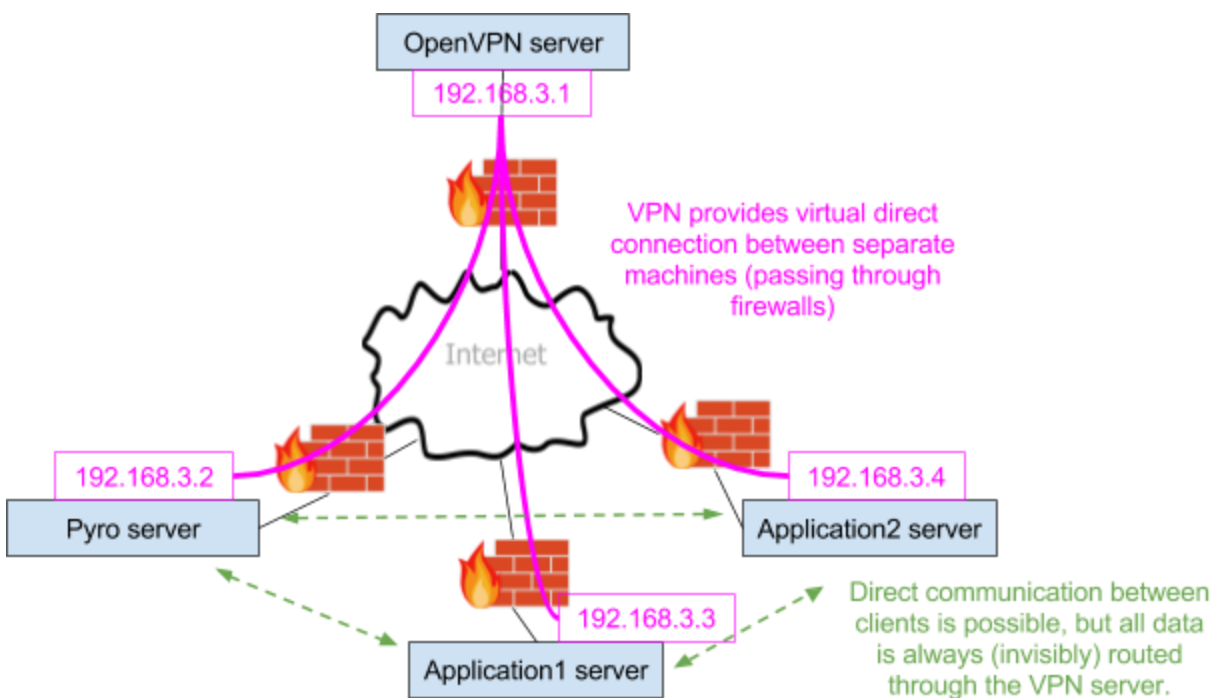 OpenVPN server
192.168.3.1
VPN provides virtual direct
connection between separate
machines (passing through
firewalls)
Internet
192.168.3.2
192.168.3.4
Pyro server
Application2 server
192.168.3.3
Application1 server
Direct communication between
clients is possible, but all data
is always (invisibly) routed
through the VPN server.